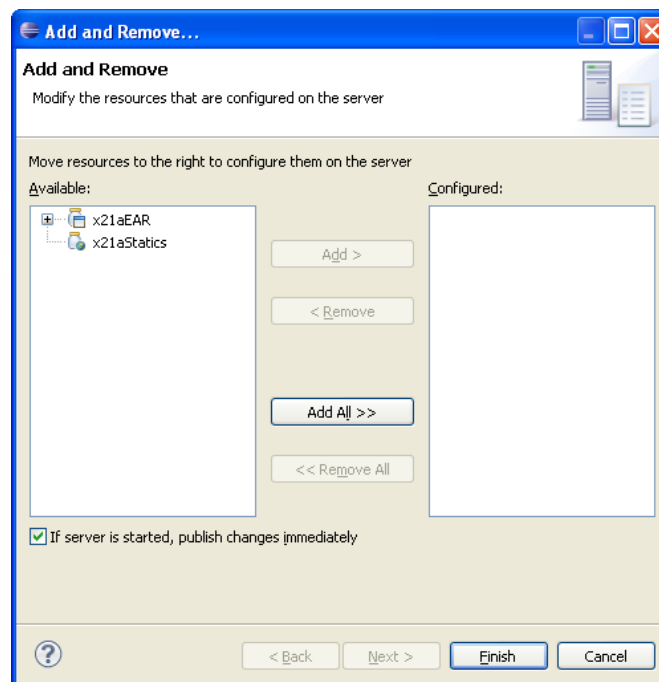 Add and Remove...
Add and Remove
Modify the resources that are configured on the server
Move resources to the right to configure them on the server
Available:
Configured:
x21aEAR
x21aStatics
Add >
< Remove
Add All >>
<< Remove All
If server is started, publish changes immediately
?
< Back
Next >
Finish
Cancel